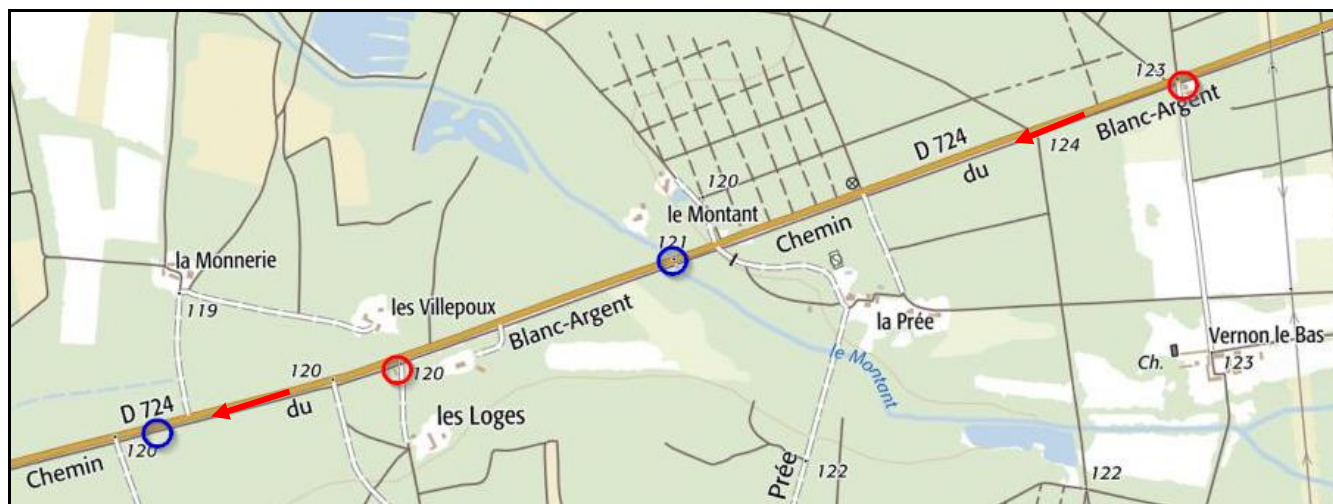 123
Blanc-Argent
D 724
124
du
120
le Montant
Chemin
121
la Monnerie
119
les Villepoux
Blanc-Argent
la Prée
le Montant
Vernon le Bas
Ch.
123
120
120
D 724
du
les Loges
120
Chemin
Prée
122
122